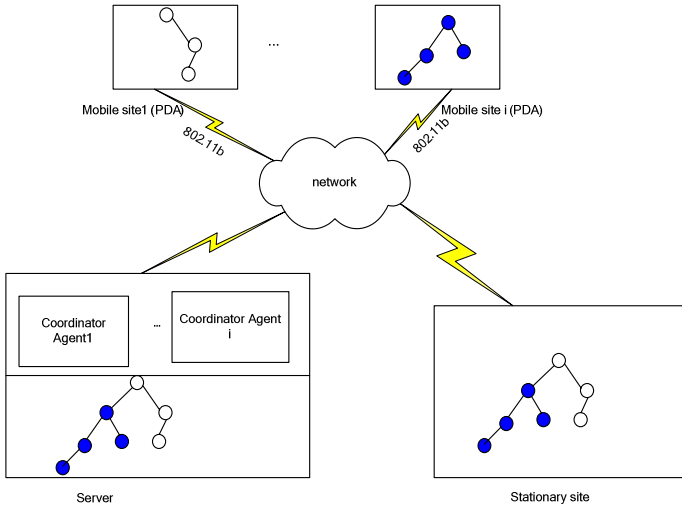 ...
Mobile site1 (PDA)
Mobile site i (PDA)
802.11b
802.11b
network
Coordinator
Agent1
...
Coordinator Agent
i
Server
Stationary site